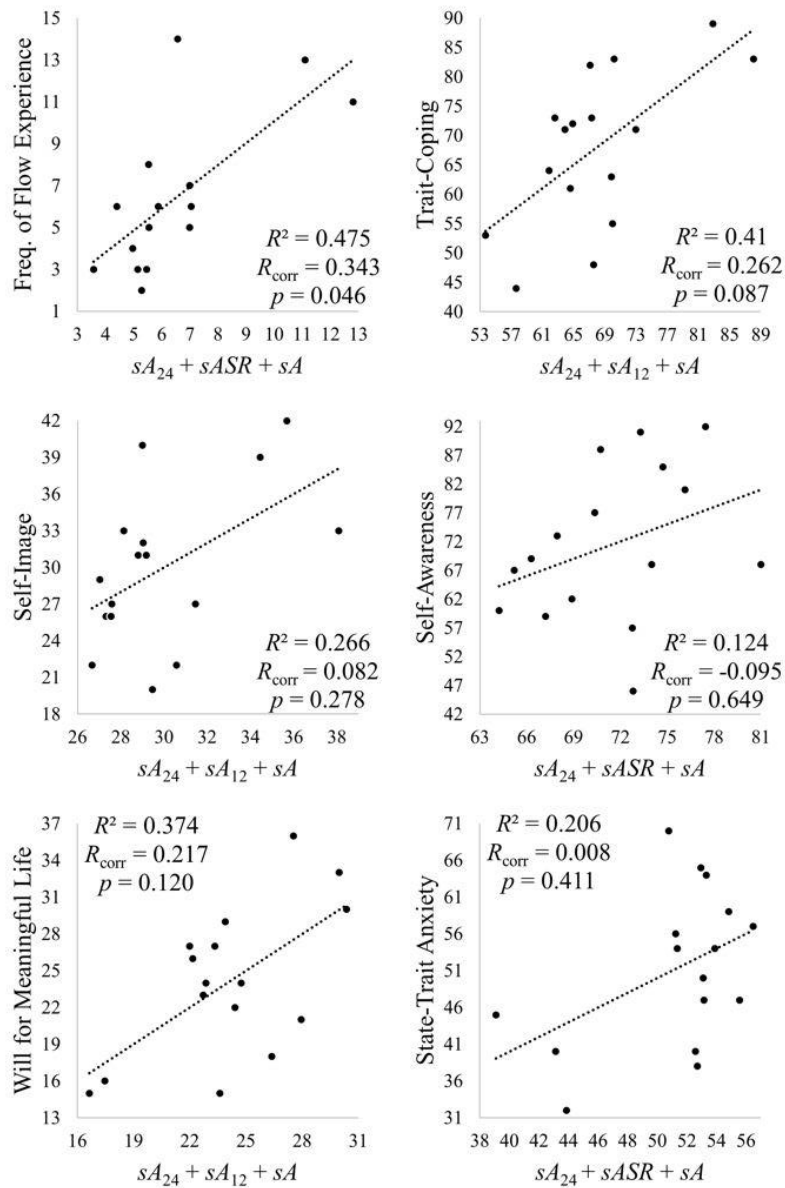 Freq. of Flow Experience
15
13
11
9
7
5
3
1
R² = 0.475
Rcorr = 0.343
p = 0.046
3 4 5 6 7 8 9 10 11 12 13
sA24 + sASR + sA
Trait-Coping
90
85
80
75
70
65
60
55
50
45
40
R² = 0.41
Rcorr = 0.262
p = 0.087
53 57 61 65 69 73 77 81 85 89
sA24 + sA12 + sA
Self-Image
42
39
36
33
30
27
24
21
18
R² = 0.266
Rcorr = 0.082
p = 0.278
26 28 30 32 34 36 38
sA24 + sA12 + sA
Self-Awareness
92
87
82
77
72
67
62
57
52
47
42
R² = 0.124
Rcorr = -0.095
p = 0.649
63 66 69 72 75 78 81
sA24 + sASR + sA
Will for Meaningful Life
37
34
31
28
25
22
19
16
13
R² = 0.374
Rcorr = 0.217
p = 0.120
16 19 22 25 28 31
sA24 + sA12 + sA
State-Trait Anxiety
71
66
61
56
51
46
41
36
31
R² = 0.206
Rcorr = 0.008
p = 0.411
38 40 42 44 46 48 50 52 54 56
sA24 + sASR + sA